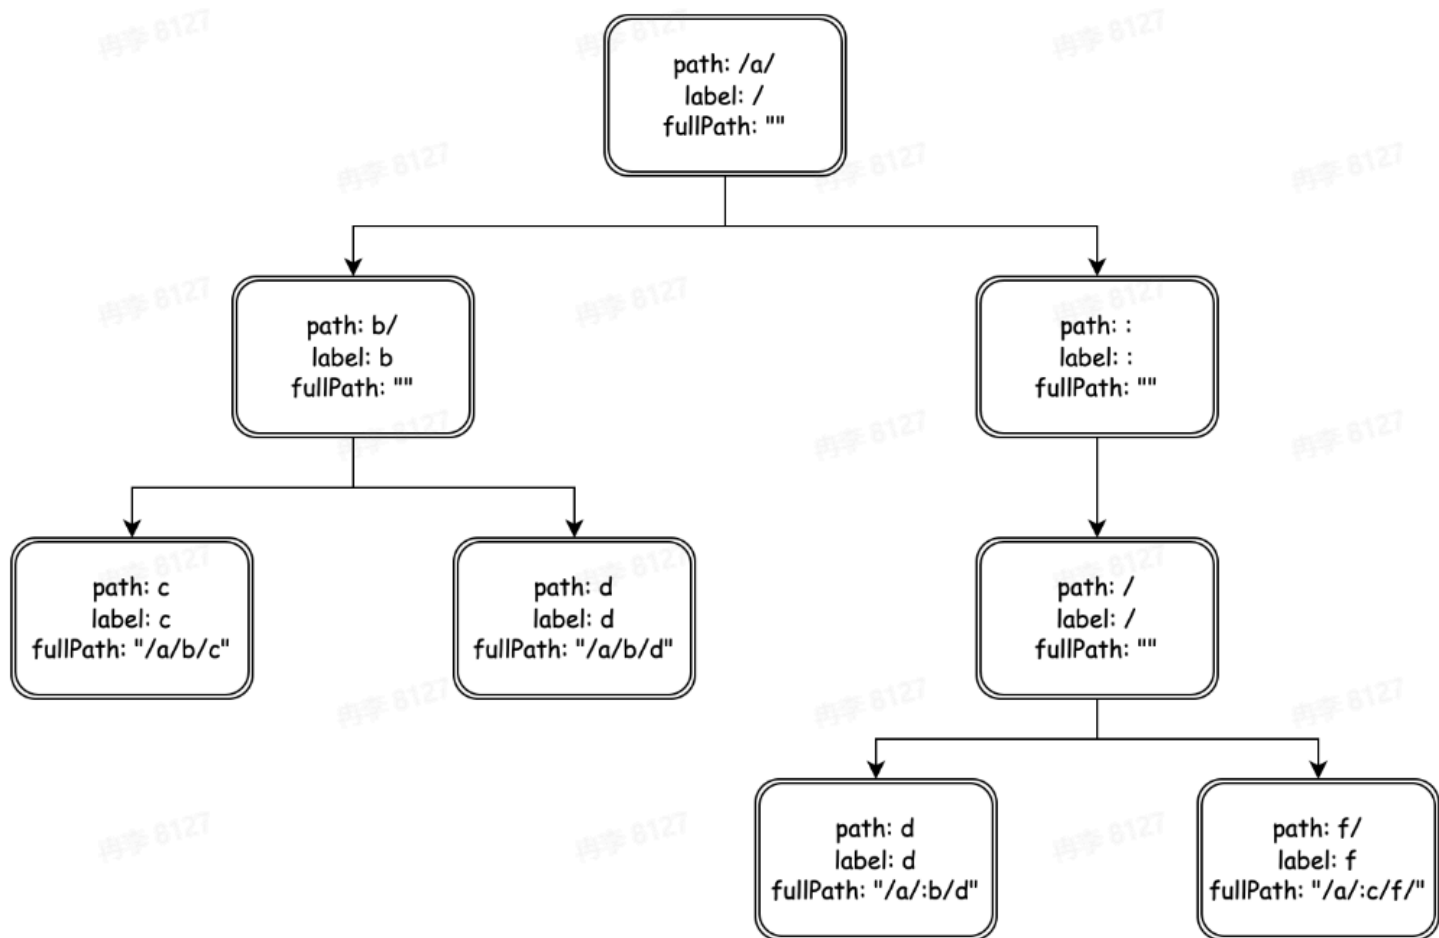 path: /a/
label: /
fullPath: ""
path: b/
label: b
fullPath: ""
path: :
label: :
fullPath: ""
path: c
label: c
fullPath: "/a/b/c"
path: d
label: d
fullPath: "/a/b/d"
path: /
label: /
fullPath: ""
path: d
label: d
fullPath: "/a/:b/d"
path: f/
label: f
fullPath: "/a/:c/f/"